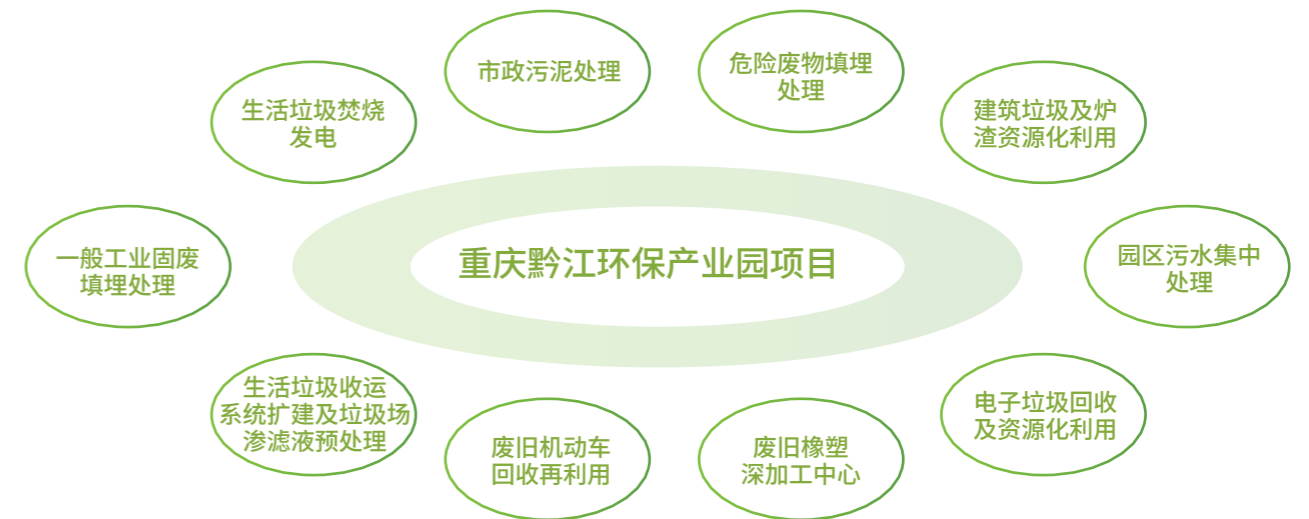 市政污泥处理
危险废物填埋
处理
生活垃圾焚烧
发电
建筑垃圾及炉
渣资源化利用
一般工业固废
填埋处理
重庆黔江环保产业园项目
园区污水集中
处理
生活垃圾收运
系统扩建及垃圾场
渗滤液预处理
废旧机动车
回收再利用
废旧橡塑
深加工中心
电子垃圾回收
及资源化利用